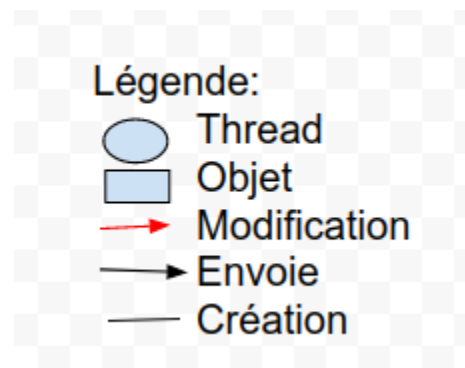 Légende:
Thread
Objet
Modification
Envoie
Création